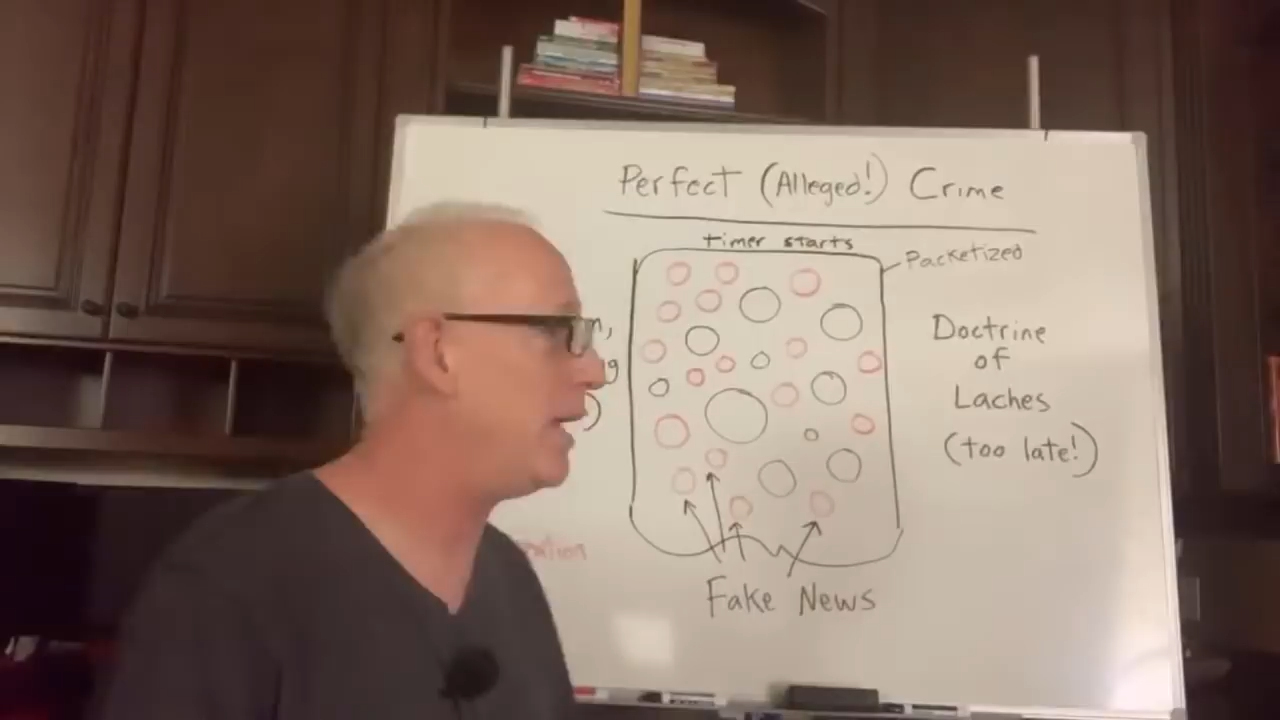 Perfect (Alleged!) Crime
timer starts
Packetized
Doctrine
of
Laches
(too late!)
Fake News